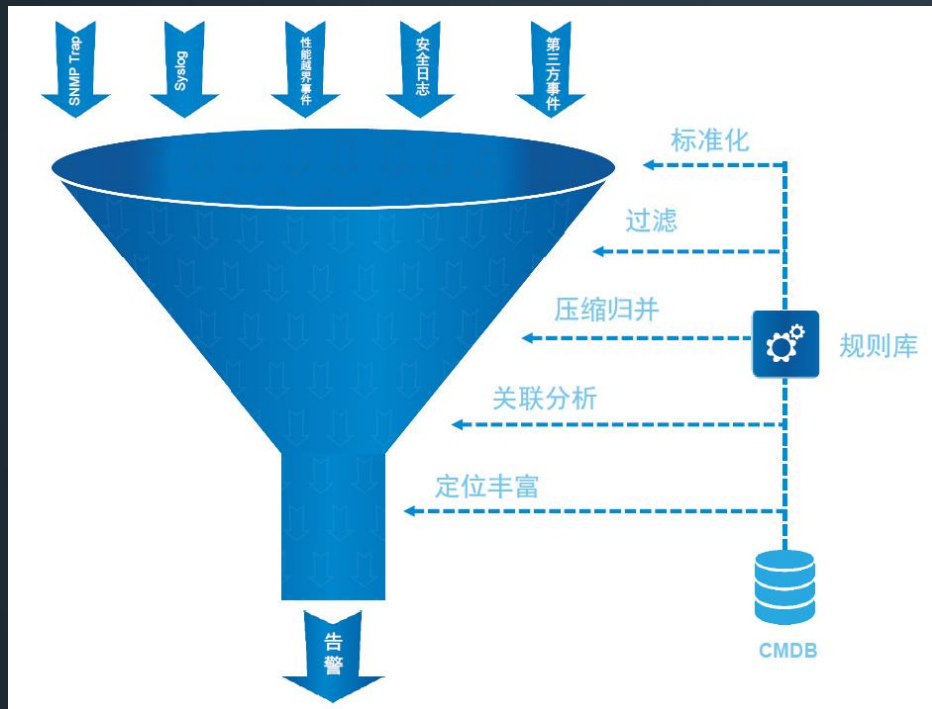 SNMP Trap
Syslog
性能越界事件
安全日志
第三方事件
标准化
过滤
压缩归并
规则库
关联分析
定位丰富
告警
CMDB